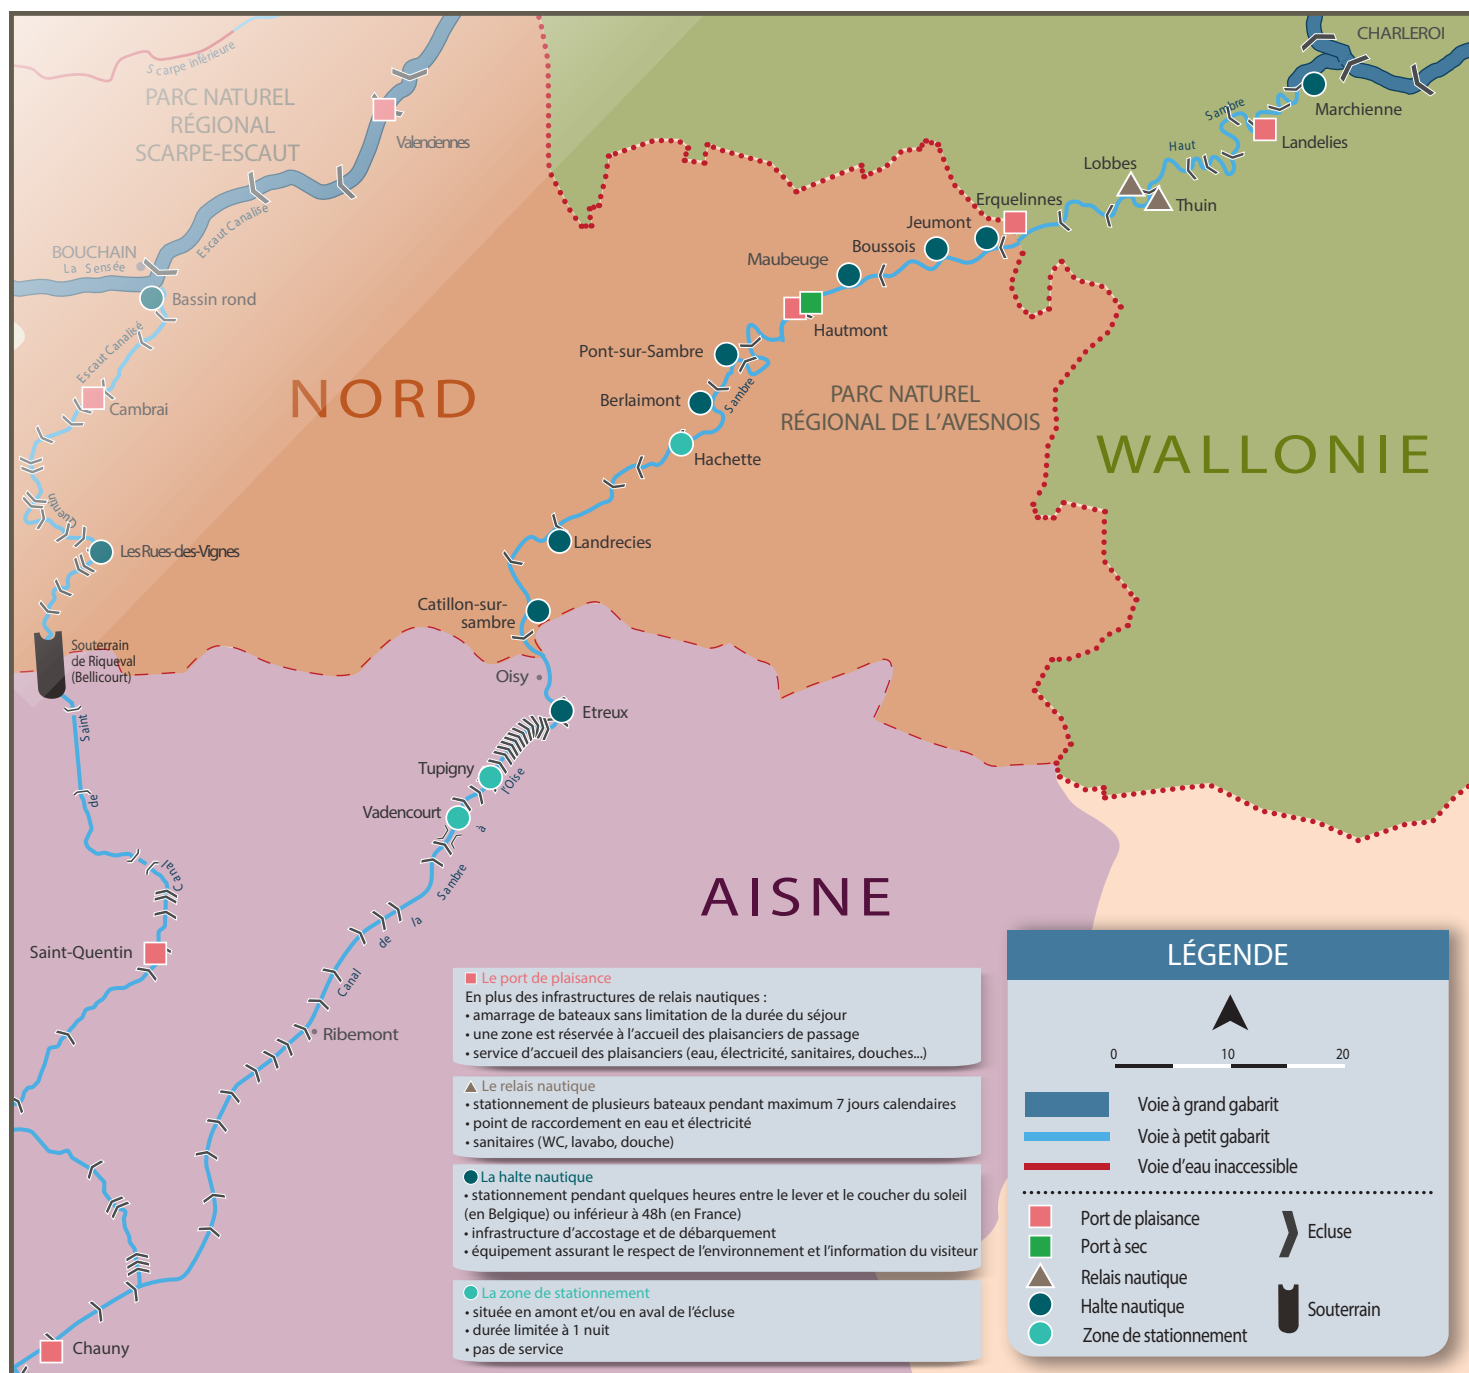 CHARLEROI
Scarpe inférieure
PARC NATUREL
RÉGIONAL
SCARPE-ESCAUT
Valenciennes
Marchienne
Sambre
Landelies
Haut
Lobbes
Thuin
Erquelinnes
Jeumont
Boussois
Maubeuge
Escaut Canalisé
BOUCHAIN
La Sensée
Bassin rond
Hautmont
Escaut Canalisé
Pont-sur-Sambre
Sambre
Berlaimont
NORD
Cambrai
PARC NATUREL
RÉGIONAL DE L'AVESNOIS
WALLONIE
Hachette
Quentin
Landrecies
Les Rues-des-Vignes
Catillon-sur-
sambre
Souterrain
de Riqueval
(Bellicourt)
Oisy
Etreux
Saint
Tupigny
l'Oise
de
Vadencourt
à
Canal
Sambre
AISNE
la
de
Saint-Quentin
Canal
Ribemont
Chauny
Le port de plaisance
En plus des infrastructures de relais nautiques :
• amarrage de bateaux sans limitation de la durée du séjour
• une zone est réservée à l'accueil des plaisanciers de passage
• service d'accueil des plaisanciers (eau, électricité, sanitaires, douches...)
Le relais nautique
• stationnement de plusieurs bateaux pendant maximum 7 jours calendaires
• point de raccordement en eau et électricité
• sanitaires (WC, lavabo, douche)
La halte nautique
• stationnement pendant quelques heures entre le lever et le coucher du soleil
(en Belgique) ou inférieur à 48h (en France)
• infrastructure d'accostage et de débarquement
• équipement assurant le respect de l'environnement et l'information du visiteur
La zone de stationnement
• située en amont et/ou en aval de l'écluse
• durée limitée à 1 nuit
• pas de service
LÉGENDE
0 10 20
Voie à grand gabarit
Voie à petit gabarit
Voie d'eau inaccessible
Port de plaisance
Port à sec
Relais nautique
Halte nautique
Zone de stationnement
Ecluse
Souterrain